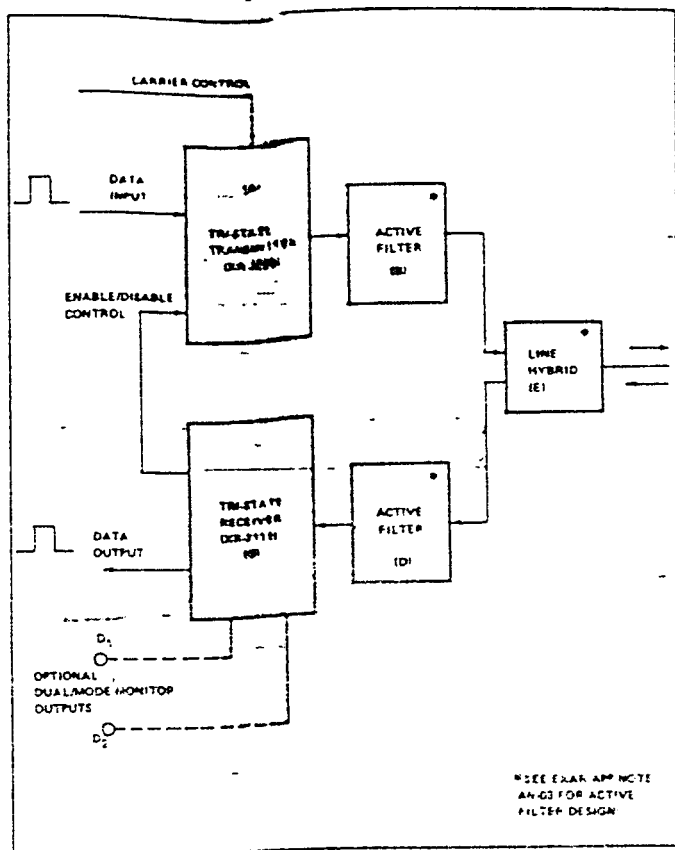 CARRIER CONTROL
DATA
INPUT
TRI-STATE
ENABLE/DISABLE
CONTROL
ACTIVE
FILTER
(B)
LINE
HYBRID
(E)
TRI-STATE
RECEIVER
DATA
OUTPUT
ACTIVE
FILTER
(D)
D1
OPTIONAL
DUAL/MODE MONITOR
OUTPUTS
D2
*SEE EXAR APP NOTE
AN-03 FOR ACTIVE
FILTER DESIGN